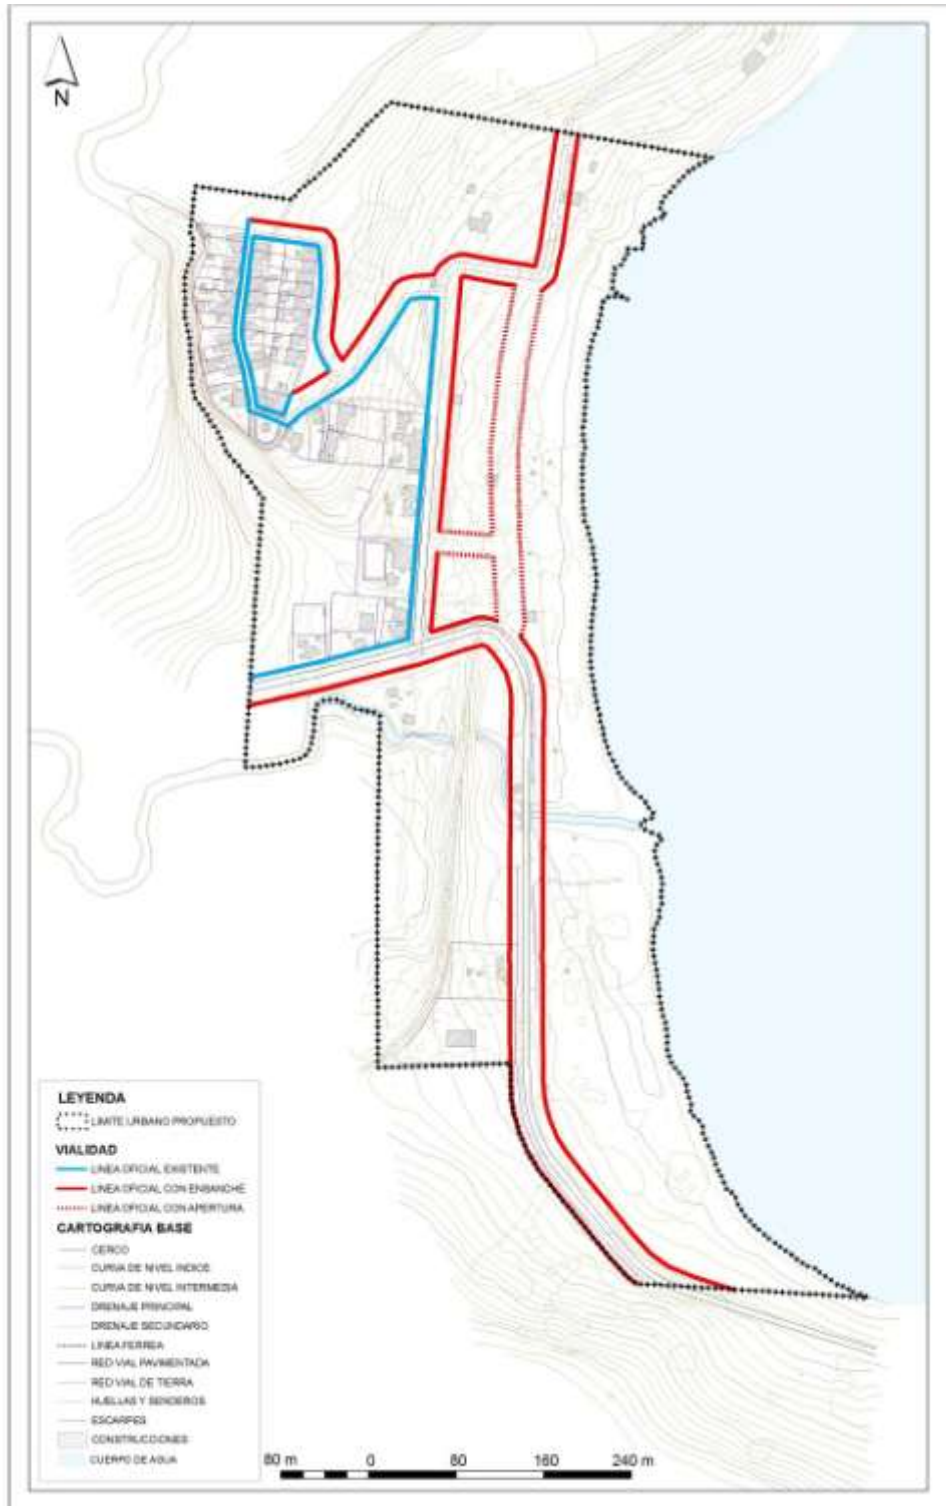 N
LEYENDA
LIMITE URBANO PROPUESTO
VIALIDAD
LINEA OFICIAL EXISTENTE
LINEA OFICIAL CON ENSANCHE
LINEA OFICIAL CON APERTURA
CARTOGRAFIA BASE
CERCO
CURVA DE NIVEL INDICE
CURVA DE NIVEL INTERMEDIA
DRENAJE PRINCIPAL
DRENAJE SECUNDARIO
LINEA FERREA
RED VIAL PAVIMENTADA
RED VIAL DE TIERRA
HUELLAS Y SENDEROS
ESCARPES
CONSTRUCCIONES
CUERPO DE AGUA
80 m 0 80 160 240 m